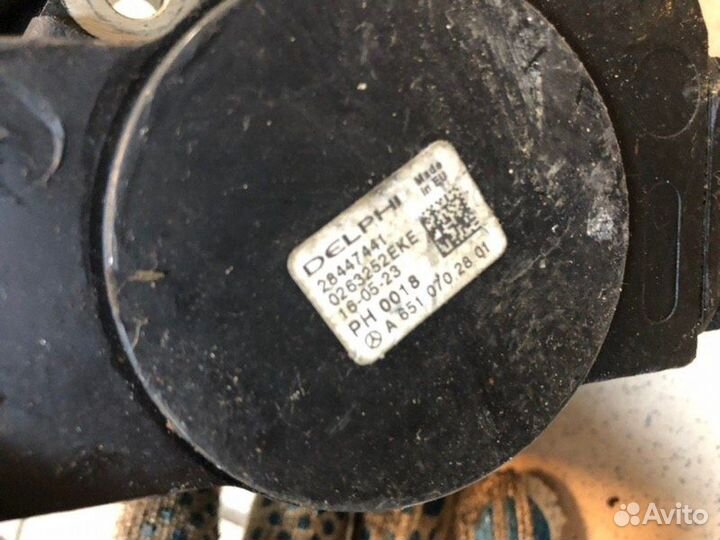 DELPHI Made in EU
28447441
0263252EKE
16-05-23
PH 0018
A 651 070 28 01
Avito